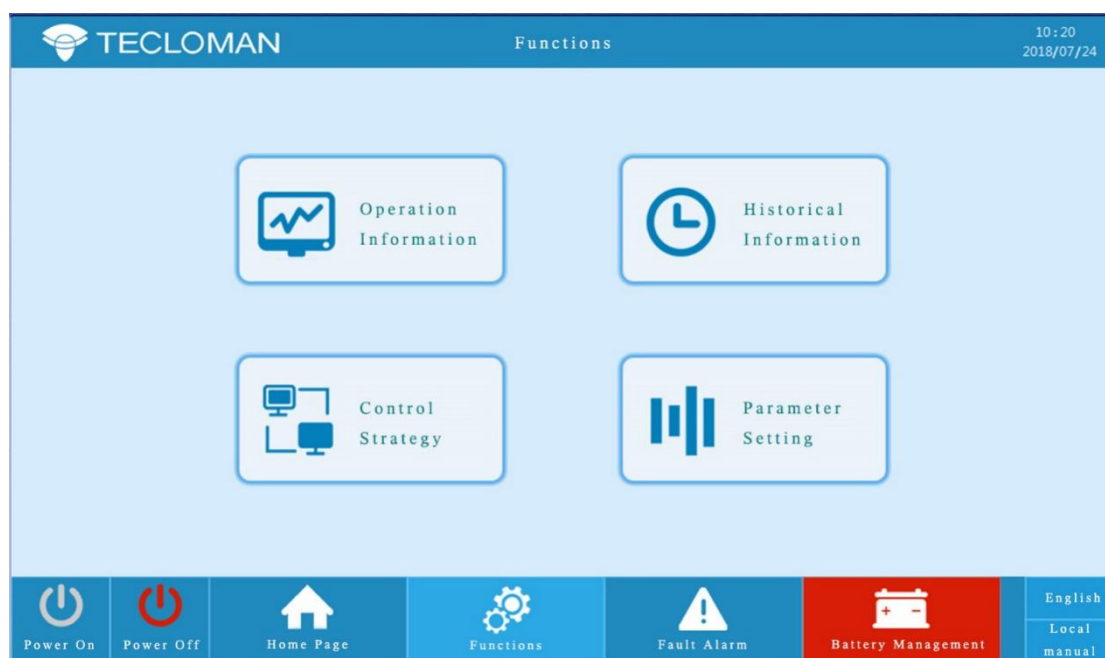 TECLOMAN
Functions
10:20
2018/07/24
Operation
Information
Historical
Information
Control
Strategy
Parameter
Setting
Power On
Power Off
Home Page
Functions
Fault Alarm
+ -
Battery Management
English
Local
manual